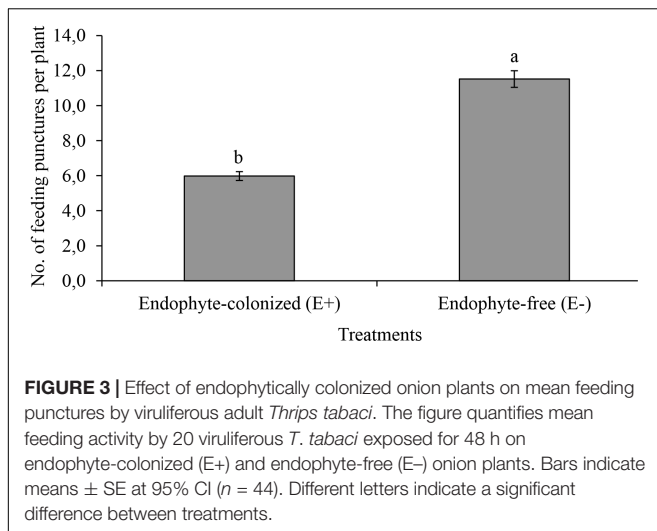 14,0
12,0
10,0
8,0
6,0
4,0
2,0
0,0
No. of feeding punctures per plant
b
a
Endophyte-colonized (E+)
Endophyte-free (E-)
Treatments
FIGURE 3 | Effect of endophytically colonized onion plants on mean feeding
punctures by viruliferous adult Thrips tabaci. The figure quantifies mean
feeding activity by 20 viruliferous T. tabaci exposed for 48 h on
endophyte-colonized (E+) and endophyte-free (E–) onion plants. Bars indicate
means ± SE at 95% CI (n = 44). Different letters indicate a significant
difference between treatments.